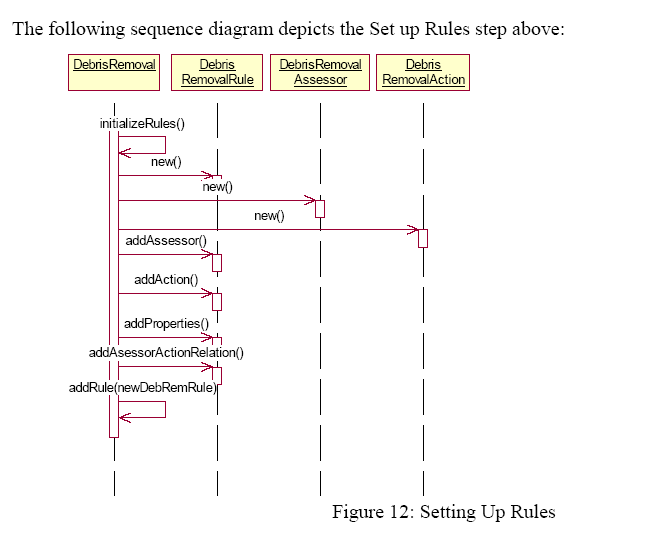 The following sequence diagram depicts the Set up Rules step above:
DebrisRemoval
Debris
RemovalRule
DebrisRemoval
Assessor
Debris
RemovalAction
initializeRules()
new()
new()
new()
addAssessor()
addAction()
addProperties()
addAsessorActionRelation()
addRule(newDebRemRule)
Figure 12: Setting Up Rules